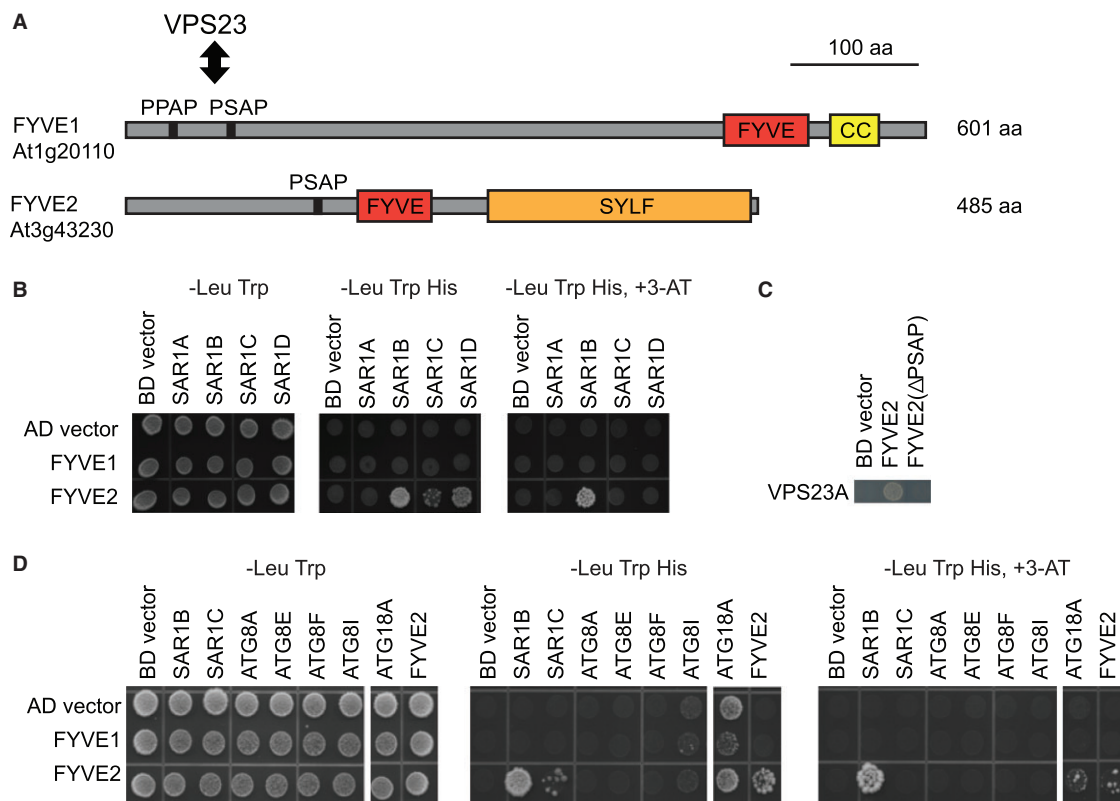 A
VPS23
100 aa
PPAP PSAP
FYVE1
At1g20110
FYVE CC
601 aa
PSAP
FYVE2
At3g43230
FYVE SYLF
485 aa
B
-Leu Trp
-Leu Trp His
-Leu Trp His, +3-AT
BD vector SAR1A SAR1B SAR1C SAR1D
BD vector SAR1A SAR1B SAR1C SAR1D
BD vector SAR1A SAR1B SAR1C SAR1D
AD vector
FYVE1
FYVE2
C
BD vector FYVE2 FYVE2(ΔPSAP)
VPS23A
D
-Leu Trp
-Leu Trp His
-Leu Trp His, +3-AT
BD vector SAR1B SAR1C ATG8A ATG8E ATG8F ATG8I ATG18A FYVE2
BD vector SAR1B SAR1C ATG8A ATG8E ATG8F ATG8I ATG18A FYVE2
BD vector SAR1B SAR1C ATG8A ATG8E ATG8F ATG8I ATG18A FYVE2
AD vector
FYVE1
FYVE2